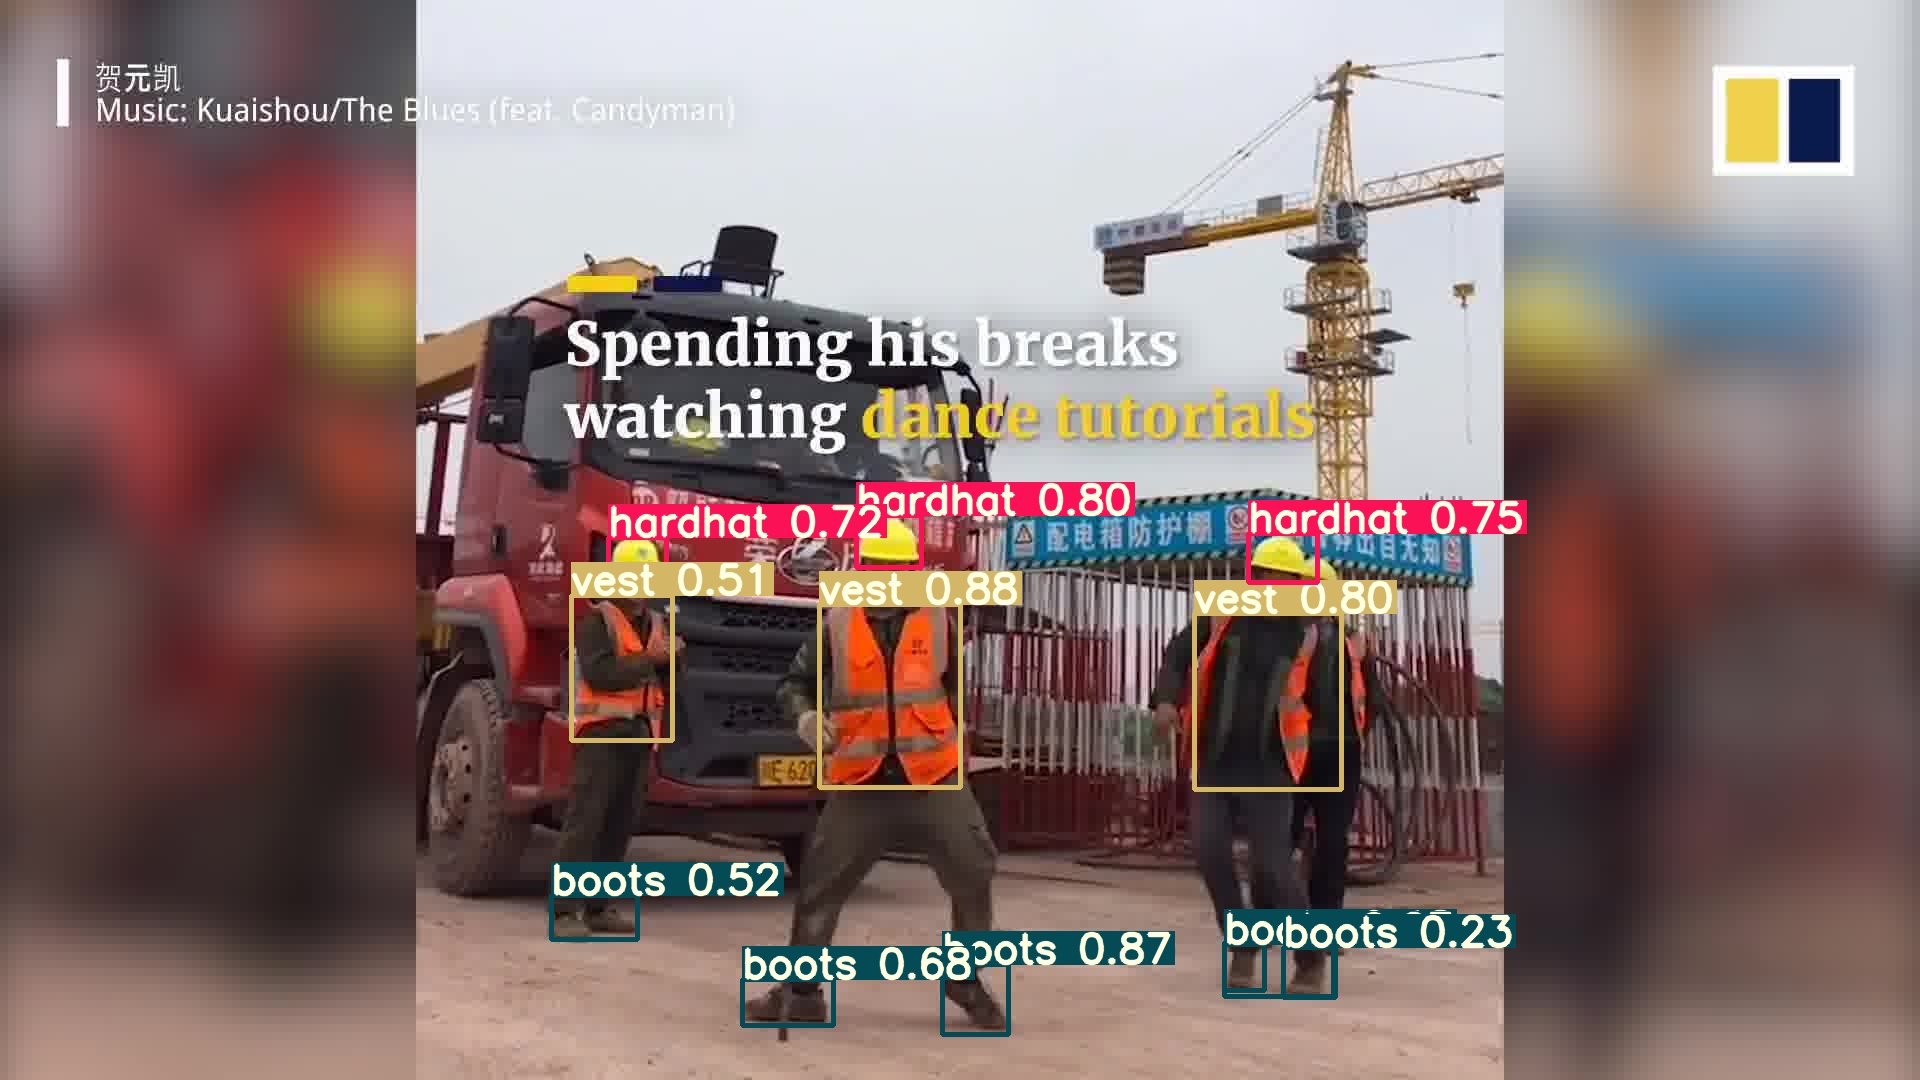 贺元凯
Music: Kuaishou/The Blues (feat. Candyman)
Spending his breaks
watching dance tutorials
hardhat 0.72
hardhat 0.80
hardhat 0.75
配电箱防护棚
vest 0.51
vest 0.88
vest 0.80
boots 0.52
boots 0.68
boots 0.87
boots 0.23